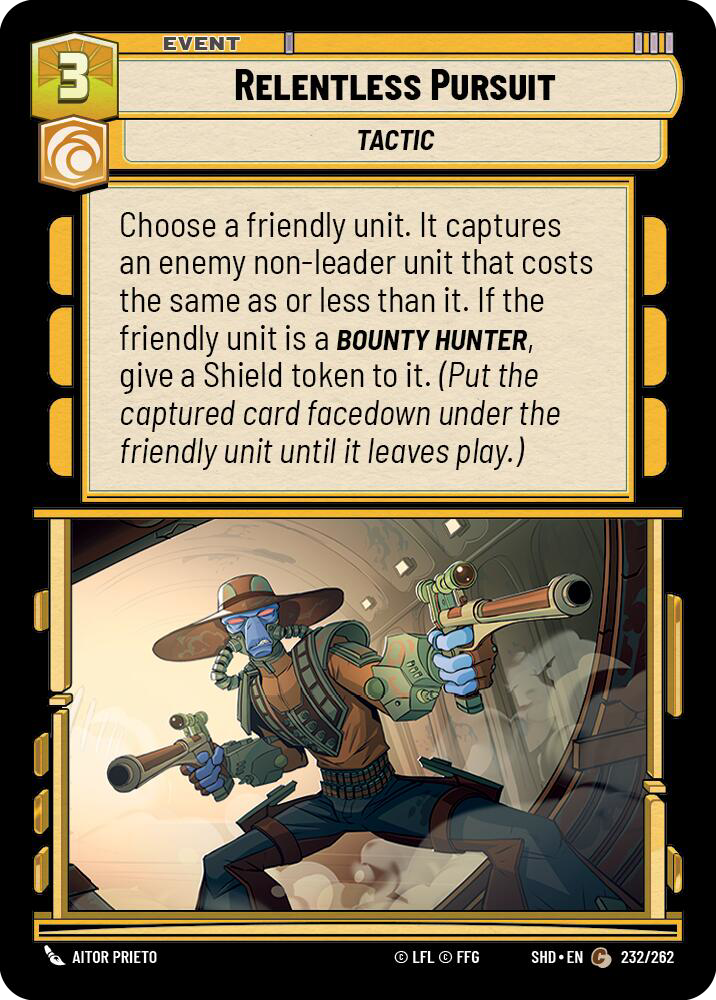 EVENT
3
RELENTLESS PURSUIT
TACTIC
Choose a friendly unit. It captures
an enemy non-leader unit that costs
the same as or less than it. If the
friendly unit is a BOUNTY HUNTER,
give a Shield token to it. (Put the
captured card facedown under the
friendly unit until it leaves play.)
AITOR PRIETO
© LFL © FFG
SHD • EN C 232/262